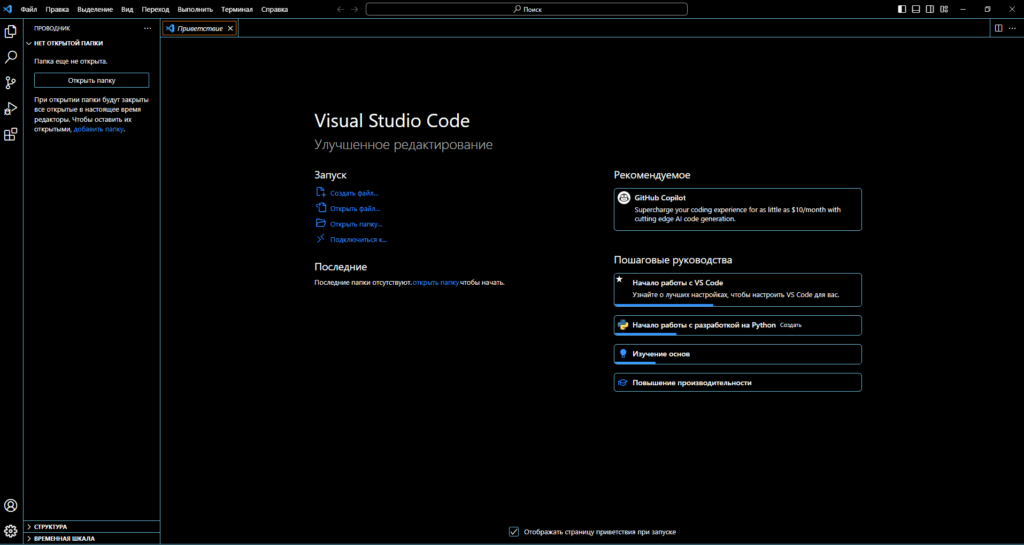 Файл Правка Выделение Вид Переход Выполнить Терминал Справка
Поиск
ПРОВОДНИК
Приветствие
НЕТ ОТКРЫТОЙ ПАПКИ
Папка еще не открыта.
Открыть папку
При открытии папки будут закрыты
все открытые в настоящее время
редакторы. Чтобы оставить их
открытыми, добавить папку.
Visual Studio Code
Улучшенное редактирование
Запуск
Создать файл...
Открыть файл...
Открыть папку...
Подключиться к...
Последние
Последние папки отсутствуют, открыть папку чтобы начать.
Рекомендуемое
GitHub Copilot
Supercharge your coding experience for as little as $10/month with
cutting edge AI code generation.
Пошаговые руководства
Начало работы с VS Code
Узнайте о лучших настройках, чтобы настроить VS Code для вас.
Начало работы с разработкой на Python Создать
Изучение основ
Повышение производительности
СТРУКТУРА
ВРЕМЕННАЯ ШКАЛА
Отображать страницу приветствия при запуске